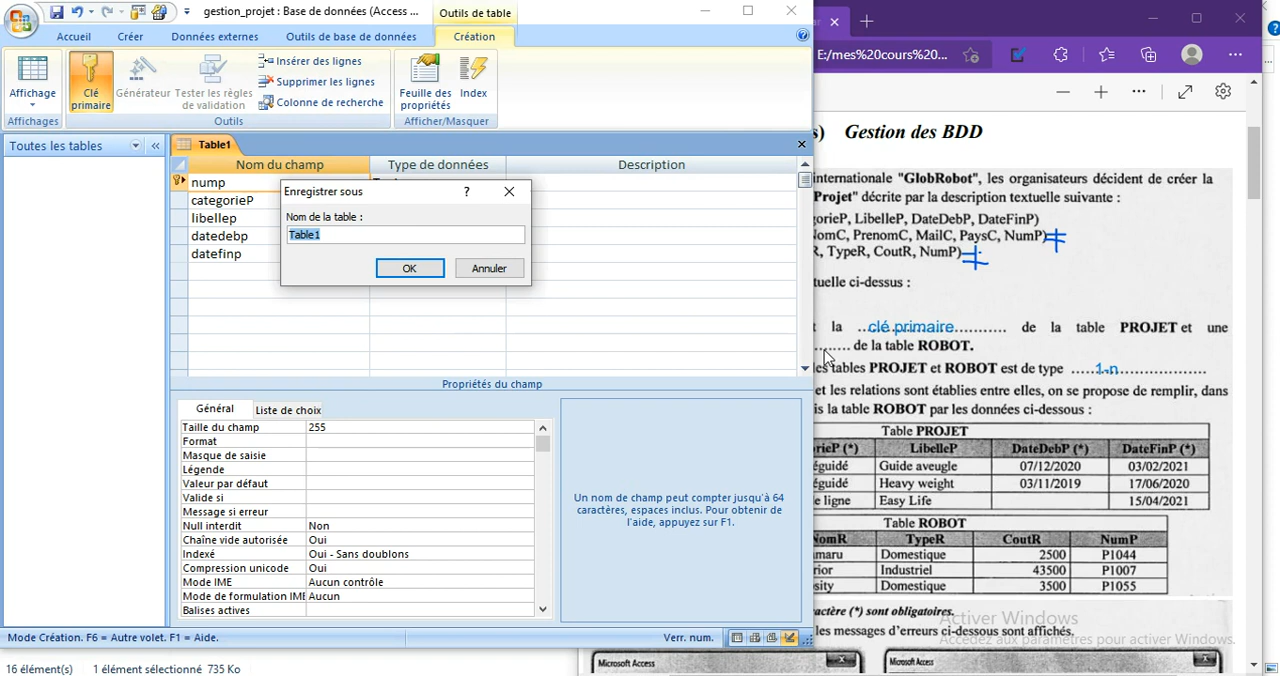 gestion_projet : Base de données (Access ...
Outils de table
Accueil
Créer
Données externes
Outils de base de données
Création
Affichage
Clé primaire
Générateur
Tester les règles de validation
Insérer des lignes
Supprimer les lignes
Colonne de recherche
Feuille des propriétés
Index
Affichages
Outils
Afficher/Masquer
Toutes les tables
Table1
Nom du champ
Type de données
Description
nump
categorieP
libellep
datedebp
datefinp
Enregistrer sous
Nom de la table :
Table1
OK
Annuler
Propriétés du champ
Général
Liste de choix
Taille du champ 255
Format
Masque de saisie
Légende
Valeur par défaut
Valide si
Message si erreur
Null interdit Non
Chaîne vide autorisée Oui
Indexé Oui - Sans doublons
Compression unicode Oui
Mode IME Aucun contrôle
Mode de formulation IME Aucun
Balises actives
Un nom de champ peut compter jusqu'à 64
caractères, espaces inclus. Pour obtenir de
l'aide, appuyez sur F1.
Mode Création. F6 = Autre volet. F1 = Aide.
Verr. num.
16 élément(s) 1 élément sélectionné 735 Ko
E:/mes%20cours%20...
s) Gestion des BDD
internationale "GlobRobot", les organisateurs décident de créer la
Projet" décrite par la description textuelle suivante :
orieP, LibelleP, DateDebP, DateFinP)
NomC, PrenomC, MailC, PaysC, NumP)
R, TypeR, CoutR, NumP)
tuelle ci-dessus :
t la ...clé primaire............ de la table PROJET et une
........ de la table ROBOT.
les tables PROJET et ROBOT est de type .....1-n....................
et les relations sont établies entre elles, on se propose de remplir, dans
is la table ROBOT par les données ci-dessous :
Table PROJET
rieP (*) LibelleP DateDebP (*) DateFinP (*)
éguidé Guide aveugle 07/12/2020 03/02/2021
éguidé Heavy weight 03/11/2019 17/06/2020
e ligne Easy Life 15/04/2021
Table ROBOT
NomR TypeR CoutR NumP
maru Domestique 2500 P1044
rior Industriel 43500 P1007
sity Domestique 3500 P1055
actère (*) sont obligatoires.
les messages d'erreurs ci-dessous sont affichés.
Activer Windows
Accédez aux paramètres pour activer Windows.
Microsoft Access
Microsoft Access